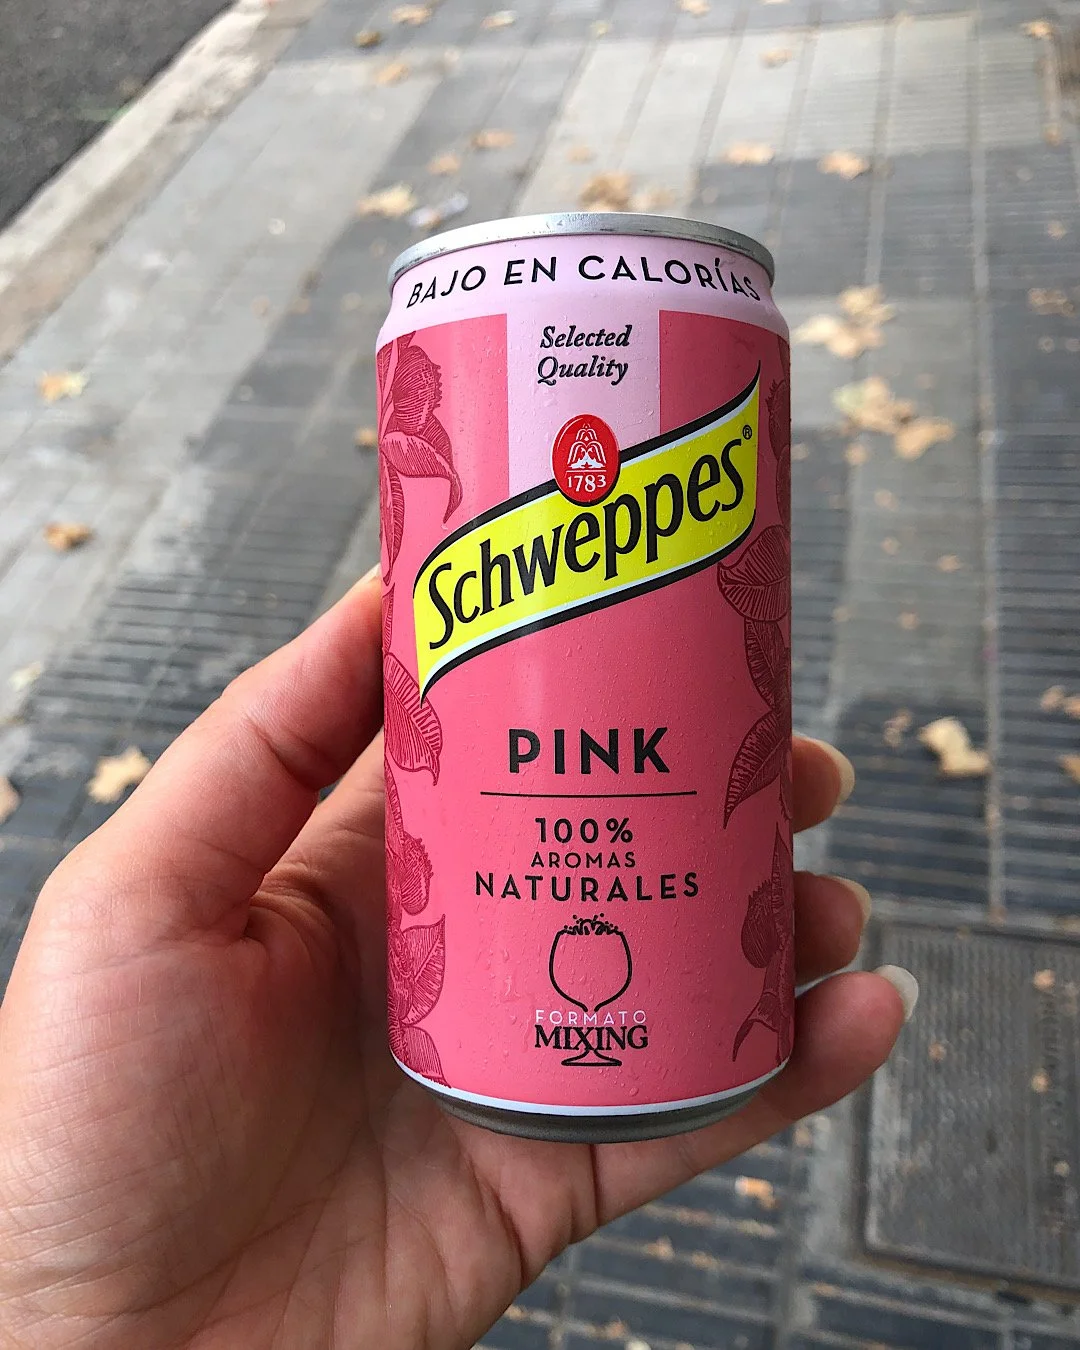 BAJO EN CALORÍAS
Selected
Quality
1783
Schweppes®
PINK
100%
AROMAS
NATURALES
FORMATO
MIXING